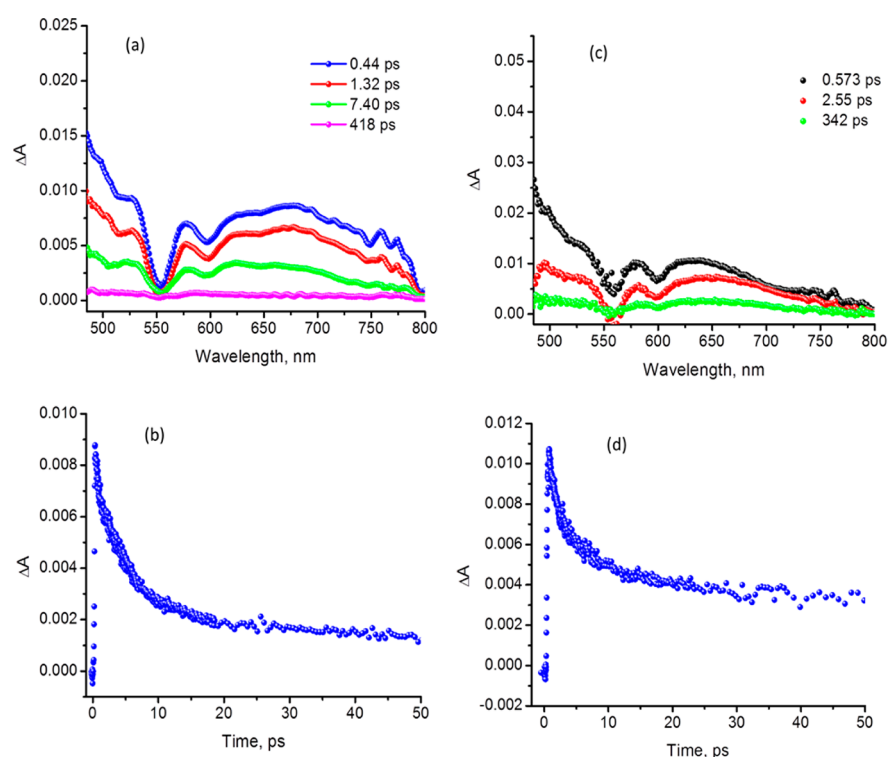 0.025
0.020
0.015
0.010
0.005
0.000
ΔA
(a)
0.44 ps
1.32 ps
7.40 ps
418 ps
500 550 600 650 700 750 800
Wavelength, nm
0.05
0.04
0.03
0.02
0.01
0.00
ΔA
(c)
0.573 ps
2.55 ps
342 ps
500 550 600 650 700 750 800
Wavelength, nm
0.010
0.008
0.006
0.004
0.002
0.000
ΔA
(b)
0 10 20 30 40 50
Time, ps
0.012
0.010
0.008
0.006
0.004
0.002
0.000
-0.002
ΔA
(d)
0 10 20 30 40 50
Time, ps